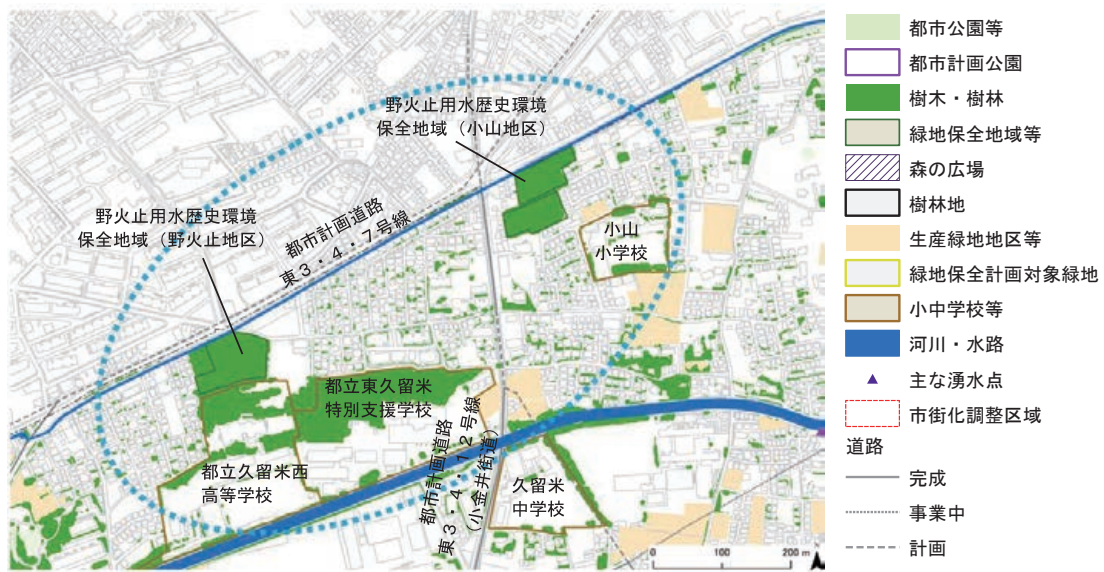 野火止用水歴史環境
保全地域（小山地区）
野火止用水歴史環境
保全地域（野火止地区）
都市計画道路
東３・４・７号線
小山
小学校
都立東久留米
特別支援学校
都市計画道路
東３・４・１２号線
（小金井街道）
都立久留米西
高等学校
久留米
中学校
0 100 200 m
都市公園等
都市計画公園
樹木・樹林
緑地保全地域等
森の広場
樹林地
生産緑地地区等
緑地保全計画対象緑地
小中学校等
河川・水路
主な湧水点
市街化調整区域
道路
完成
事業中
計画